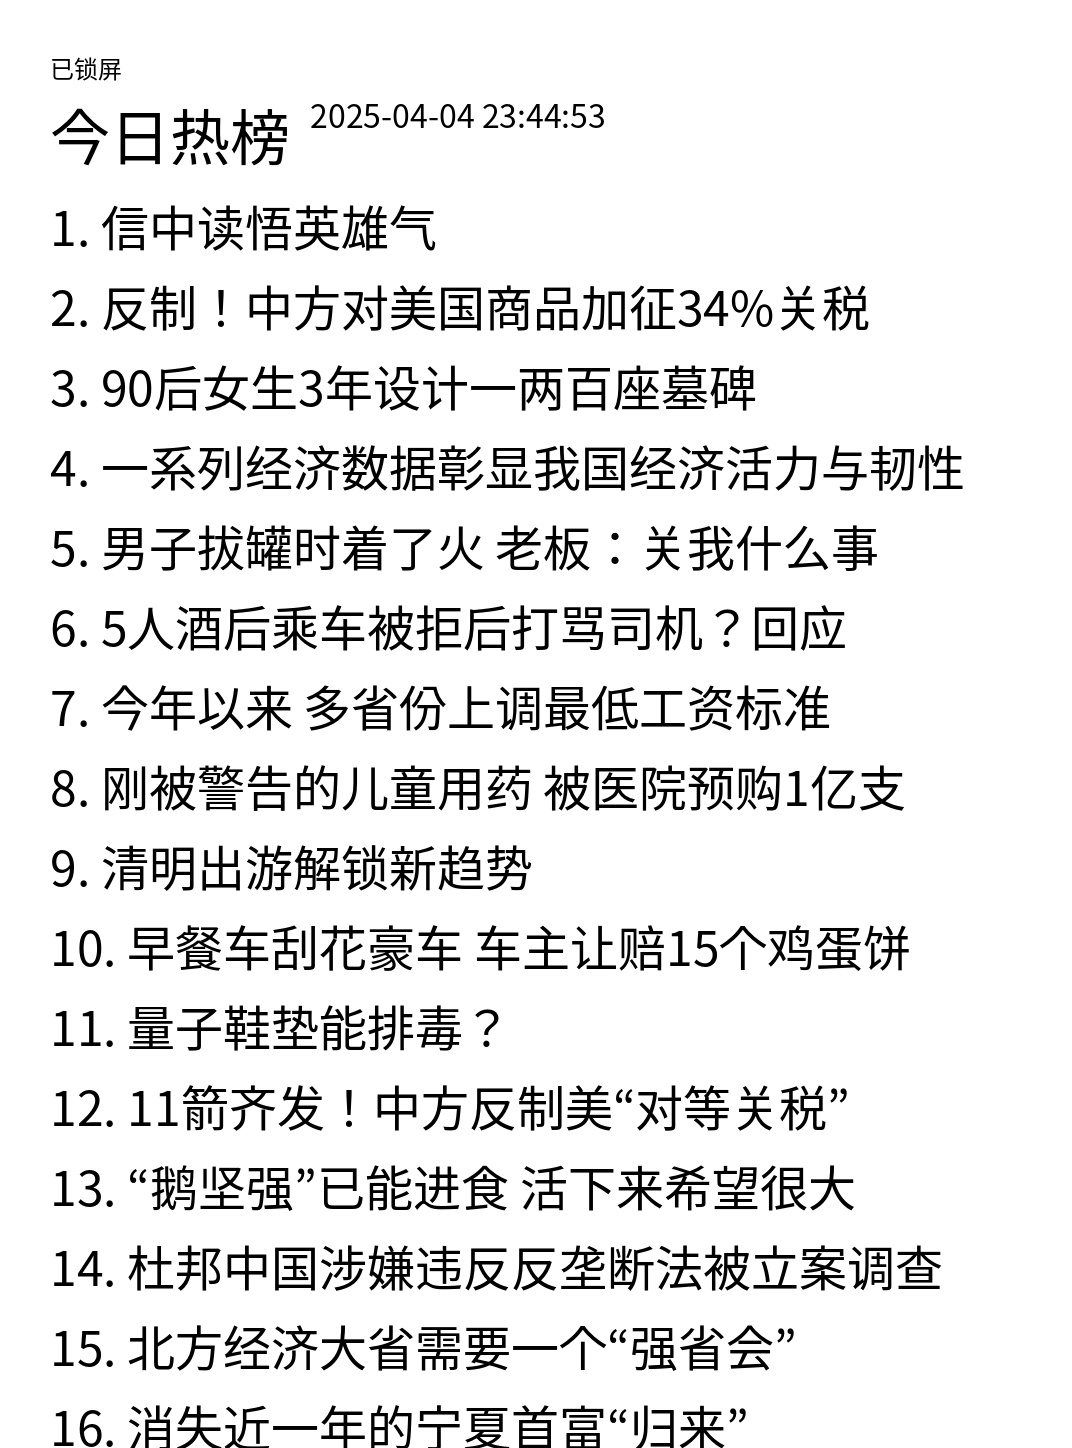 已锁屏
今日热榜 2025-04-04 23:44:53
1. 信中读悟英雄气
2. 反制！中方对美国商品加征34%关税
3. 90后女生3年设计一两百座墓碑
4. 一系列经济数据彰显我国经济活力与韧性
5. 男子拔罐时着了火 老板：关我什么事
6. 5人酒后乘车被拒后打骂司机？回应
7. 今年以来 多省份上调最低工资标准
8. 刚被警告的儿童用药 被医院预购1亿支
9. 清明出游解锁新趋势
10. 早餐车刮花豪车 车主让赔15个鸡蛋饼
11. 量子鞋垫能排毒？
12. 11箭齐发！中方反制美“对等关税”
13. “鹅坚强”已能进食 活下来希望很大
14. 杜邦中国涉嫌违反反垄断法被立案调查
15. 北方经济大省需要一个“强省会”
16. 消失近一年的宁夏首富“归来”